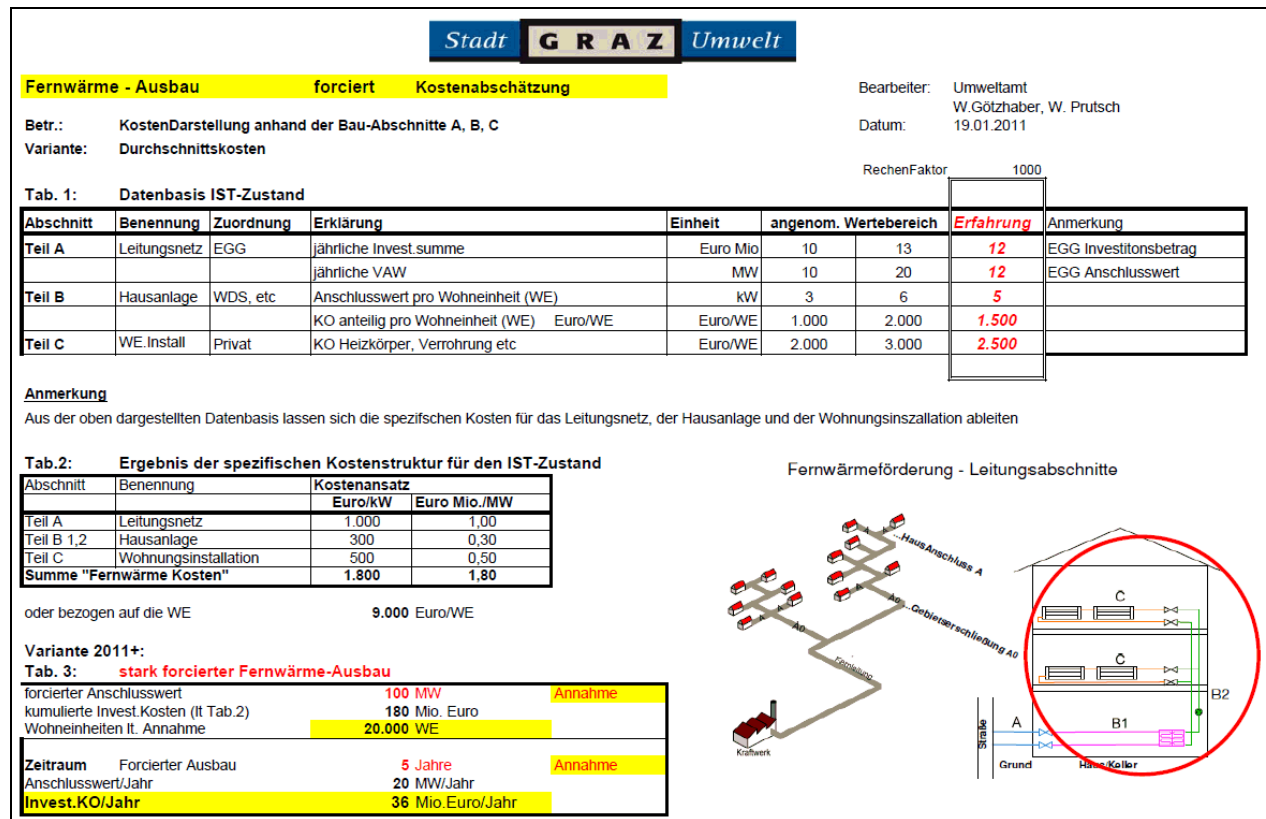 Stadt GRAZ Umwelt
Fernwärme - Ausbau forciert Kostenabschätzung
Bearbeiter: Umweltamt
W.Götzhaber, W. Prutsch
Betr.: KostenDarstellung anhand der Bau-Abschnitte A, B, C
Datum: 19.01.2011
Variante: Durchschnittskosten
RechenFaktor 1000
Tab. 1: Datenbasis IST-Zustand
Abschnitt Benennung Zuordnung Erklärung Einheit angenom. Wertebereich Erfahrung Anmerkung
Teil A Leitungsnetz EGG jährliche Invest.summe Euro Mio 10 13 12 EGG Investitonsbetrag
jährliche VAW MW 10 20 12 EGG Anschlusswert
Teil B Hausanlage WDS, etc Anschlusswert pro Wohneinheit (WE) kW 3 6 5
KO anteilig pro Wohneinheit (WE) Euro/WE Euro/WE 1.000 2.000 1.500
Teil C WE.Install Privat KO Heizkörper, Verrohrung etc Euro/WE 2.000 3.000 2.500
Anmerkung
Aus der oben dargestellten Datenbasis lassen sich die spezifschen Kosten für das Leitungsnetz, der Hausanlage und der Wohnungsinszallation ableiten
Tab.2: Ergebnis der spezifischen Kostenstruktur für den IST-Zustand
Abschnitt Benennung Kostenansatz
Euro/kW Euro Mio./MW
Teil A Leitungsnetz 1.000 1,00
Teil B 1,2 Hausanlage 300 0,30
Teil C Wohnungsinstallation 500 0,50
Summe "Fernwärme Kosten" 1.800 1,80
oder bezogen auf die WE 9.000 Euro/WE
Variante 2011+:
Tab. 3: stark forcierter Fernwärme-Ausbau
forcierter Anschlusswert 100 MW Annahme
kumulierte Invest.Kosten (lt Tab.2) 180 Mio. Euro
Wohneinheiten lt. Annahme 20.000 WE
Zeitraum Forcierter Ausbau 5 Jahre Annahme
Anschlusswert/Jahr 20 MW/Jahr
Invest.KO/Jahr 36 Mio.Euro/Jahr
Fernwärmeförderung - Leitungsabschnitte
...HausAnschluss A
A0 ...Gebietserschließung A0
A0
Fernleitung
Kraftwerk
C
C
B2
A
B1
Straße
Grund
Haus/Keller